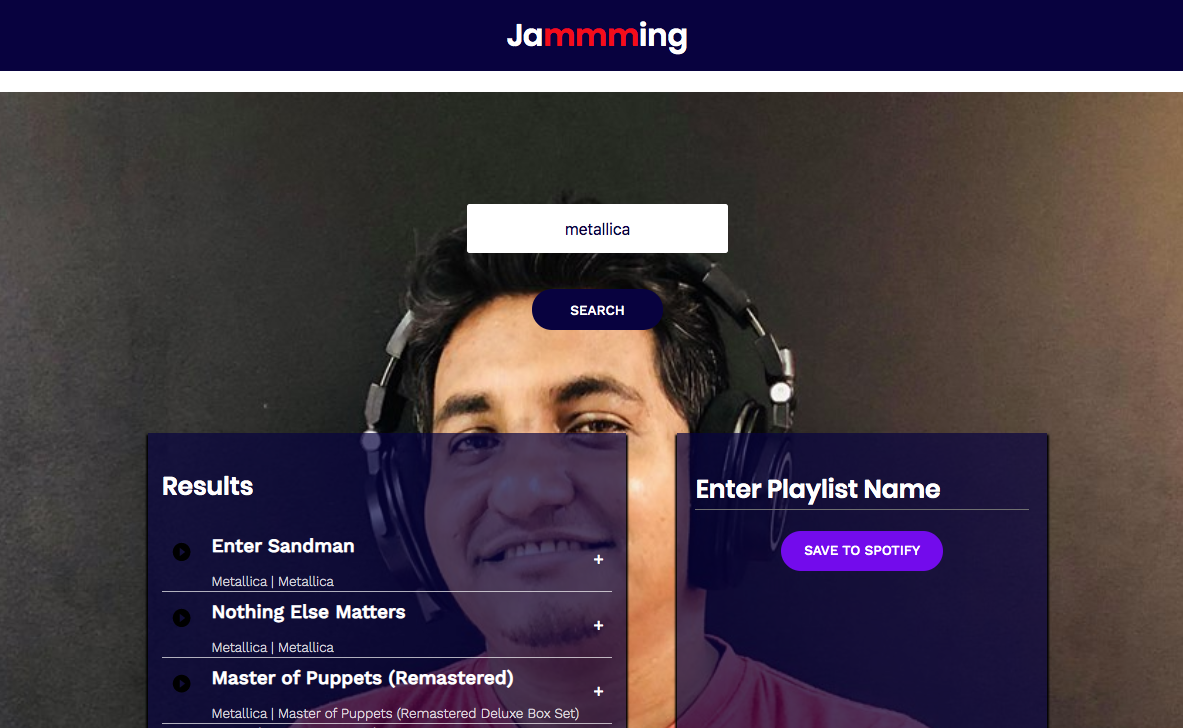 Jammming
metallica
SEARCH
Results
Enter Sandman
+
Metallica | Metallica
Nothing Else Matters
+
Metallica | Metallica
Master of Puppets (Remastered)
+
Metallica | Master of Puppets (Remastered Deluxe Box Set)
Enter Playlist Name
SAVE TO SPOTIFY